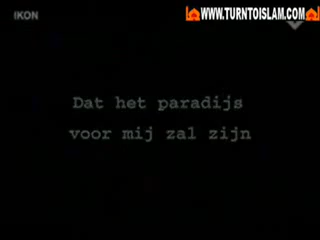 IKON
WWW.TURNTOISLAM.COM
Dat het paradijs
voor mij zal zijn